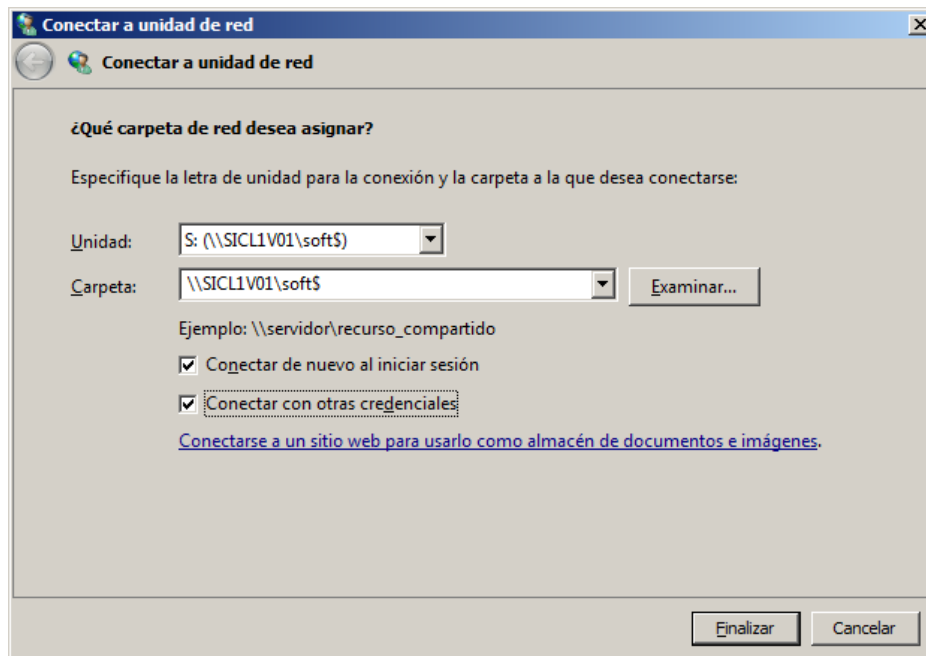 Conectar a unidad de red
Conectar a unidad de red
¿Qué carpeta de red desea asignar?
Especifique la letra de unidad para la conexión y la carpeta a la que desea conectarse:
Unidad: S: (\\SICL1V01\soft$)
Carpeta: \\SICL1V01\soft$ Examinar...
Ejemplo: \\servidor\recurso_compartido
Conectar de nuevo al iniciar sesión
Conectar con otras credenciales
Conectarse a un sitio web para usarlo como almacén de documentos e imágenes.
Finalizar Cancelar